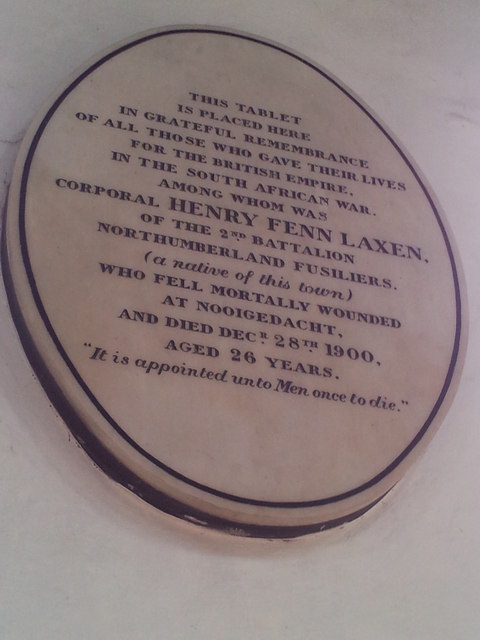 THIS TABLET
IS PLACED HERE
IN GRATEFUL REMEMBRANCE
OF ALL THOSE WHO GAVE THEIR LIVES
FOR THE BRITISH EMPIRE,
IN THE SOUTH AFRICAN WAR.
AMONG WHOM WAS
CORPORAL HENRY FENN LAXEN.
OF THE 2ND BATTALION
NORTHUMBERLAND FUSILIERS.
(a native of this town)
WHO FELL MORTALLY WOUNDED
AT NOOIGEDACHT,
AND DIED DECR 28TH 1900,
AGED 26 YEARS.
"It is appointed unto Men once to die."